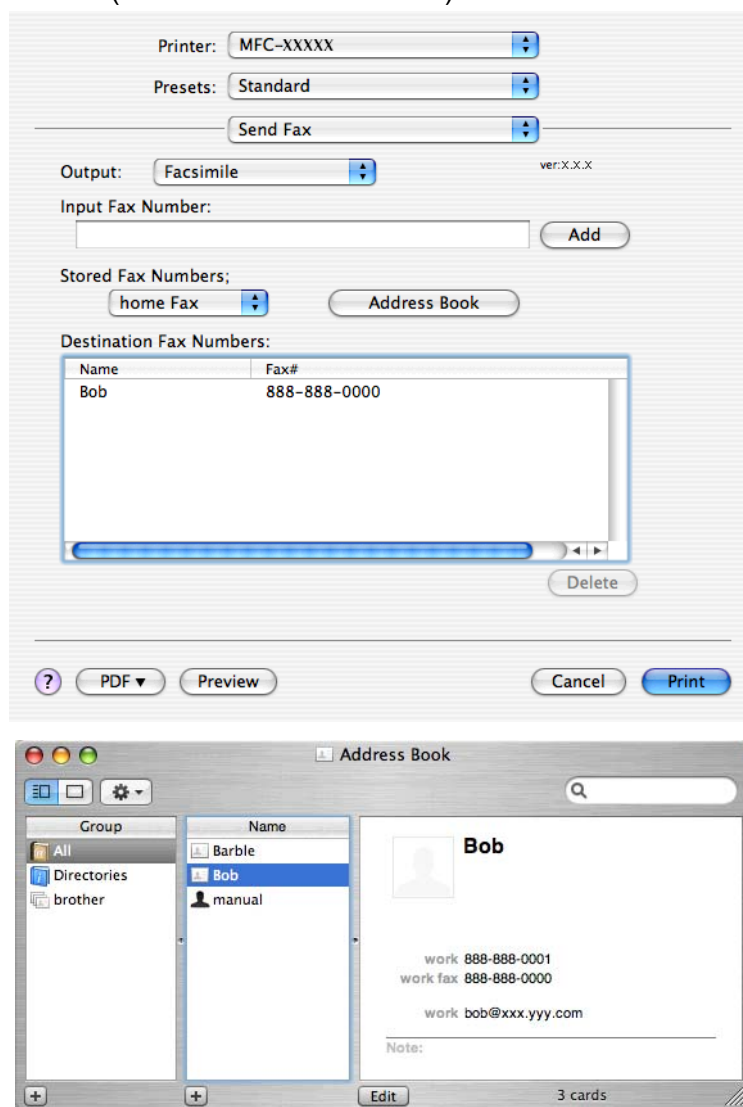 Printer: MFC-XXXXX
Presets: Standard
Send Fax
Output: Facsimile ver:X.X.X
Input Fax Number:
Add
Stored Fax Numbers;
home Fax Address Book
Destination Fax Numbers:
Name Fax#
Bob 888-888-0000
Delete
? PDF Preview Cancel Print
Address Book
Group Name
All Barble Bob
Directories Bob
brother manual
work 888-888-0001
work fax 888-888-0000
work bob@xxx.yyy.com
Note:
+ + Edit 3 cards